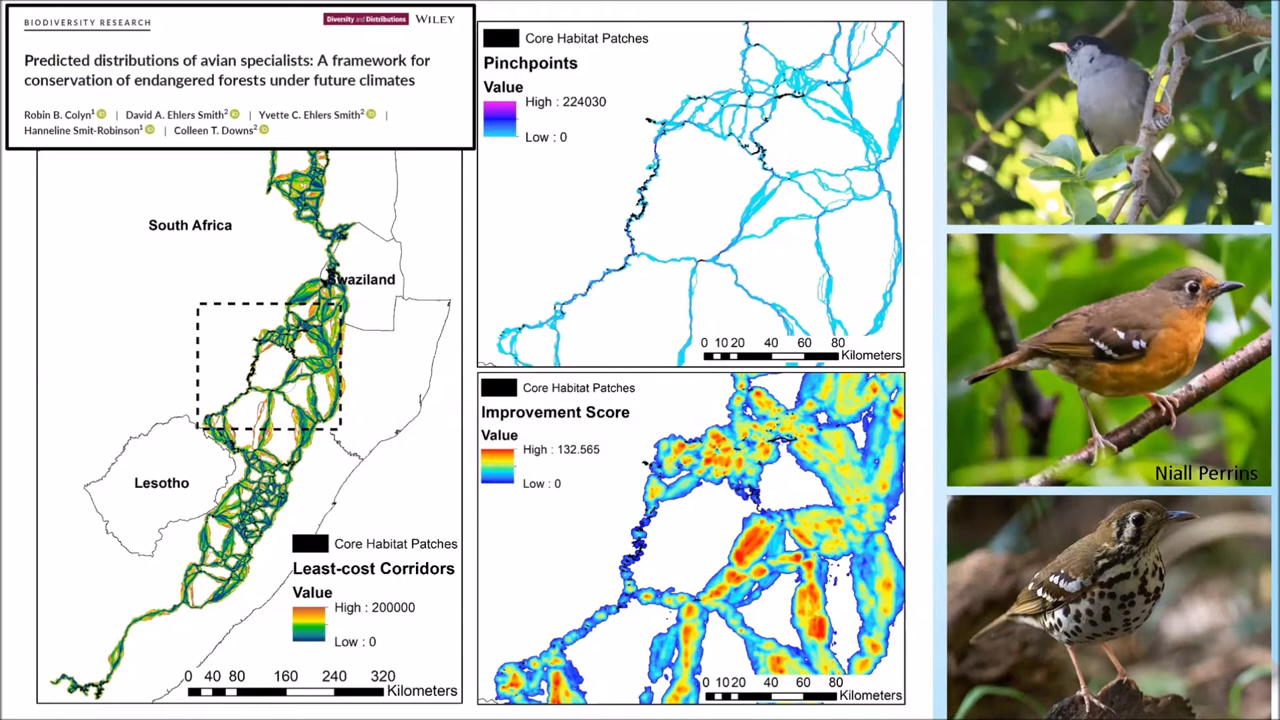 BIODIVERSITY RESEARCH
Diversity and Distributions WILEY
Predicted distributions of avian specialists: A framework for
conservation of endangered forests under future climates
Robin B. Colyn¹ | David A. Ehlers Smith² | Yvette C. Ehlers Smith² |
Hanneline Smit-Robinson¹ | Colleen T. Downs²
South Africa
Swaziland
Lesotho
Core Habitat Patches
Least-cost Corridors
Value
High : 200000
Low : 0
0 40 80 160 240 320
Kilometers
Core Habitat Patches
Pinchpoints
Value
High : 224030
Low : 0
0 10 20 40 60 80
Kilometers
Core Habitat Patches
Improvement Score
Value
High : 132.565
Low : 0
0 10 20 40 60 80
Kilometers
Niall Perrins